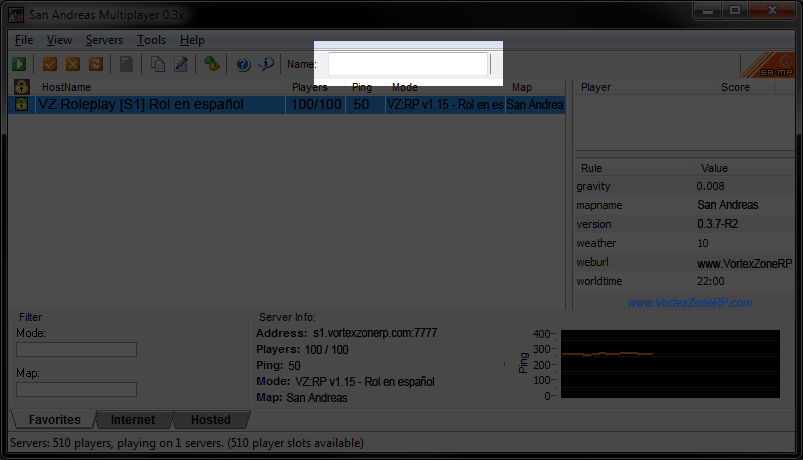 San Andreas Multiplayer 0.3x
File View Servers Tools Help
Name:
SA:MP
HostName Players Ping Mode Map
VZ Roleplay [S1] Rol en español 100/100 50 VZ:RP v1.15 - Rol en es San Andrea
Player Score
Rule Value
gravity 0.008
mapname San Andreas
version 0.3.7-R2
weather 10
weburl www.VortexZoneRP
worldtime 22:00
www.VortexZoneRP.com
Filter
Mode:
Map:
Server Info:
Address: s1.vortexzonerp.com:7777
Players: 100 / 100
Ping: 50
Mode: VZ:RP v1.15 - Rol en español
Map: San Andreas
Ping
400
300
200
100
0
Favorites Internet Hosted
Servers: 510 players, playing on 1 servers. (510 player slots available)